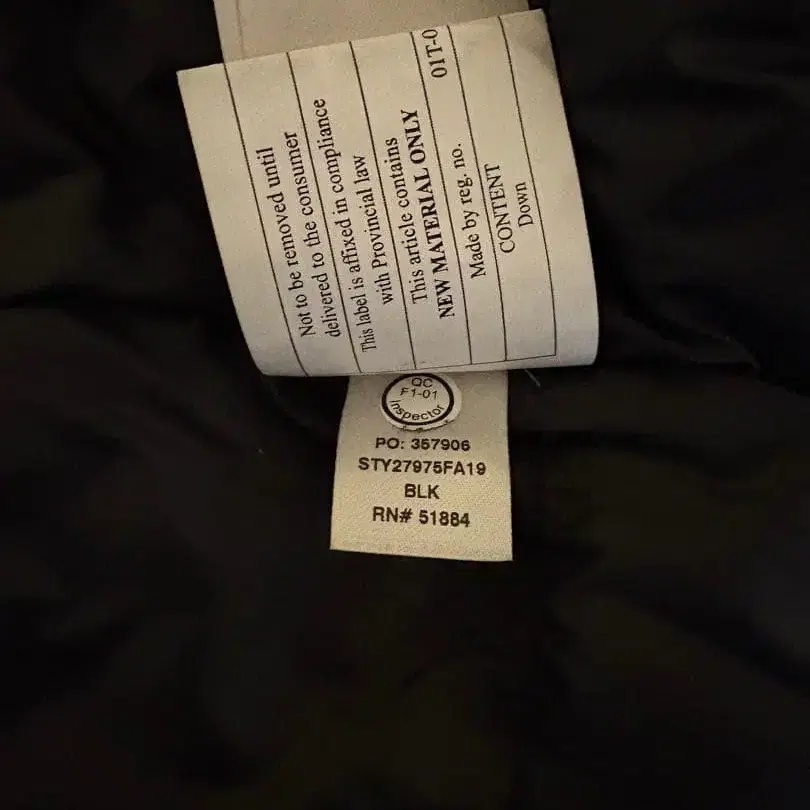 Not to be removed until
delivered to the consumer
This label is affixed in compliance
with Provincial law
This article contains
NEW MATERIAL ONLY
Made by reg. no. 01T-0
CONTENT
Down
QC
F1-01
Inspector
PO: 357906
STY27975FA19
BLK
RN# 51884